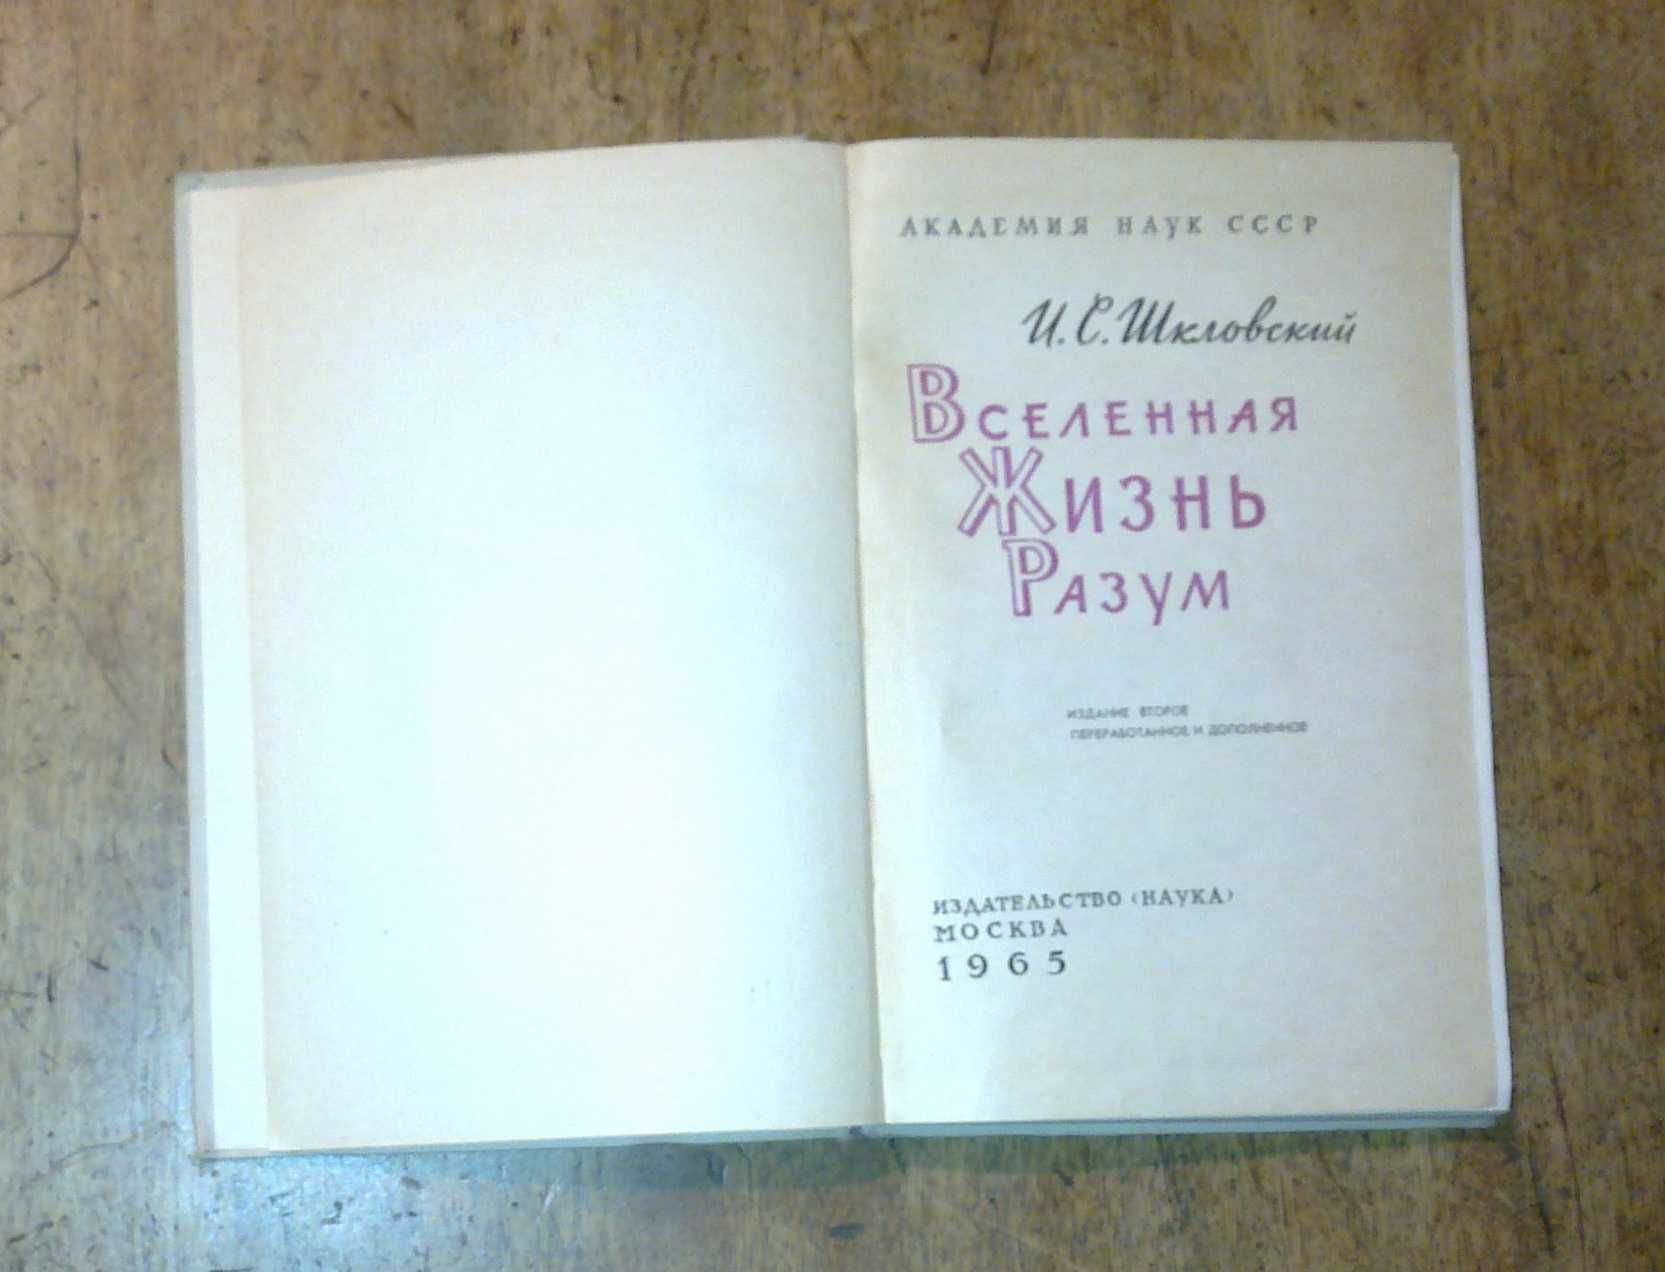 АКАДЕМИЯ НАУК СССР
И. С. Шкловский
ВСЕЛЕННАЯ
ЖИЗНЬ
РАЗУМ
ИЗДАНИЕ ВТОРОЕ
ПЕРЕРАБОТАННОЕ И ДОПОЛНЕННОЕ
ИЗДАТЕЛЬСТВО «НАУКА»
МОСКВА
1965